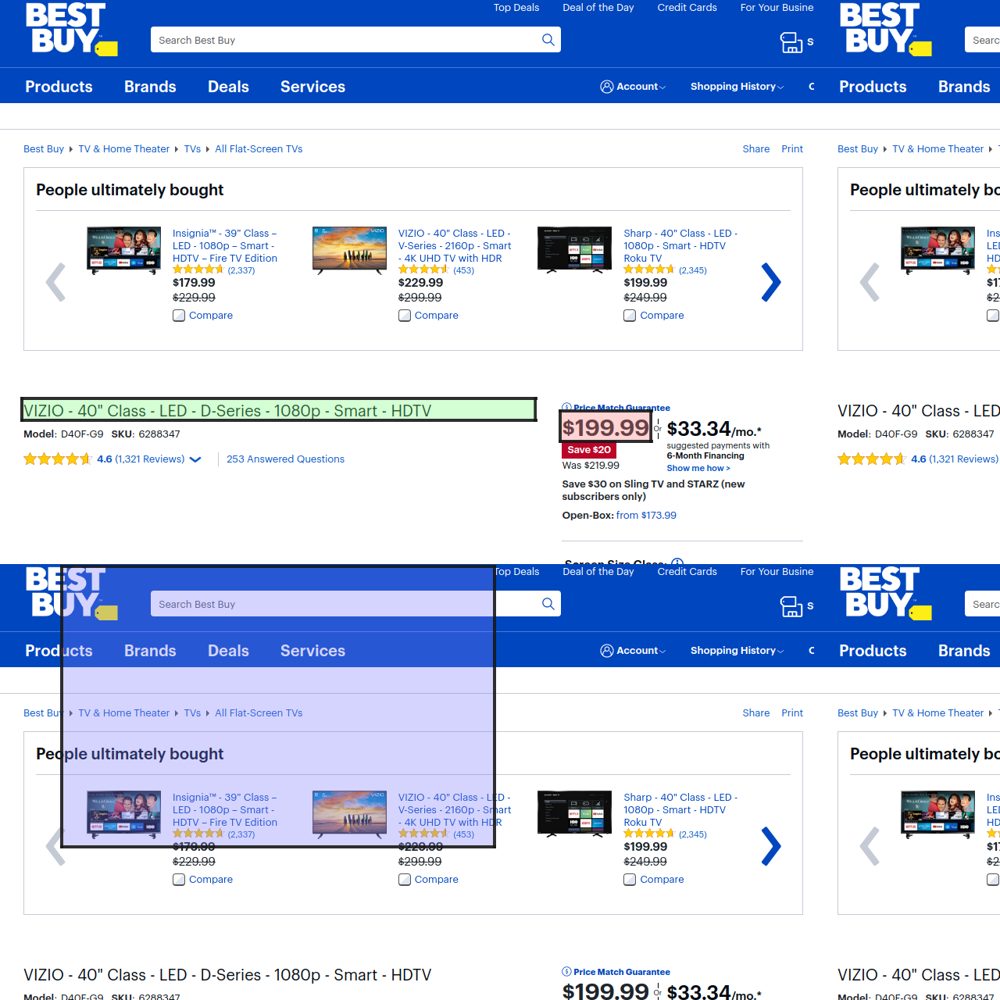 BEST BUY
Top Deals Deal of the Day Credit Cards For Your Busine
Search Best Buy
S
Products Brands Deals Services
Account Shopping History C
Best Buy TV & Home Theater TVs All Flat-Screen TVs
Share Print
People ultimately bought
Insignia™ - 39" Class –
LED - 1080p – Smart -
HDTV – Fire TV Edition
(2,337)
$179.99
$229.99
Compare
VIZIO - 40" Class - LED -
V-Series - 2160p - Smart
- 4K UHD TV with HDR
(453)
$229.99
$299.99
Compare
Sharp - 40" Class - LED -
1080p - Smart - HDTV
Roku TV
(2,345)
$199.99
$249.99
Compare
VIZIO - 40" Class - LED - D-Series - 1080p - Smart - HDTV
Model: D40F-G9 SKU: 6288347
4.6 (1,321 Reviews) 253 Answered Questions
Price Match Guarantee
$199.99 Or $33.34/mo.*
suggested payments with
6-Month Financing
Show me how >
Save $20
Was $219.99
Save $30 on Sling TV and STARZ (new
subscribers only)
Open-Box: from $173.99
Screen Size Class:
BEST BUY
Searc
Products Brands
Best Buy TV & Home Theater
People ultimately bo
Ins
LED
HD
$17
$2
VIZIO - 40" Class - LED
Model: D40F-G9 SKU: 6288347
4.6 (1,321 Reviews)
BEST BUY
Top Deals Deal of the Day Credit Cards For Your Busine
Search Best Buy
S
Products Brands Deals Services
Account Shopping History C
Best Buy TV & Home Theater TVs All Flat-Screen TVs
Share Print
People ultimately bought
Insignia™ - 39" Class –
LED - 1080p – Smart -
HDTV – Fire TV Edition
(2,337)
$179.99
$229.99
Compare
VIZIO - 40" Class - LED -
V-Series - 2160p - Smart
- 4K UHD TV with HDR
(453)
$229.99
$299.99
Compare
Sharp - 40" Class - LED -
1080p - Smart - HDTV
Roku TV
(2,345)
$199.99
$249.99
Compare
VIZIO - 40" Class - LED - D-Series - 1080p - Smart - HDTV
Model: D40F-G9 SKU: 6288347
Price Match Guarantee
$199.99 Or $33.34/mo.*
BEST BUY
Searc
Products Brands
Best Buy TV & Home Theater
People ultimately bo
Ins
LED
HD
$17
$2
VIZIO - 40" Class - LED
Model: D40F-G9 SKU: 6288347